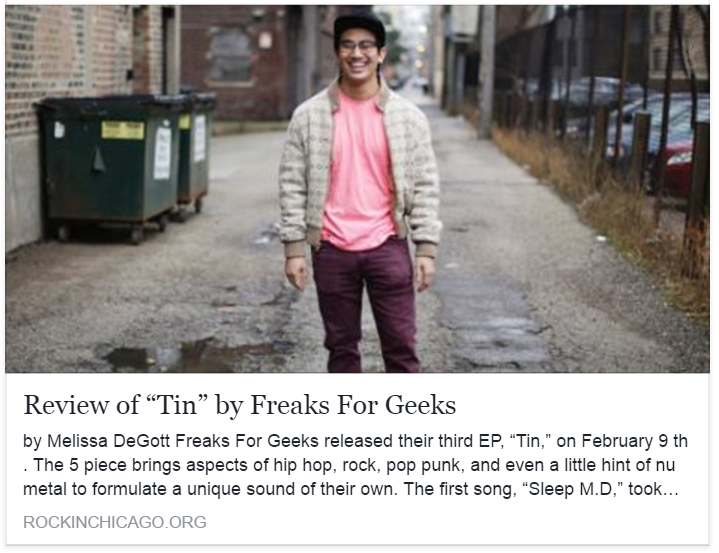 Review of “Tin” by Freaks For Geeks
by Melissa DeGott Freaks For Geeks released their third EP, “Tin,” on February 9 th
. The 5 piece brings aspects of hip hop, rock, pop punk, and even a little hint of nu
metal to formulate a unique sound of their own. The first song, “Sleep M.D,” took…
ROCKINCHICAGO.ORG